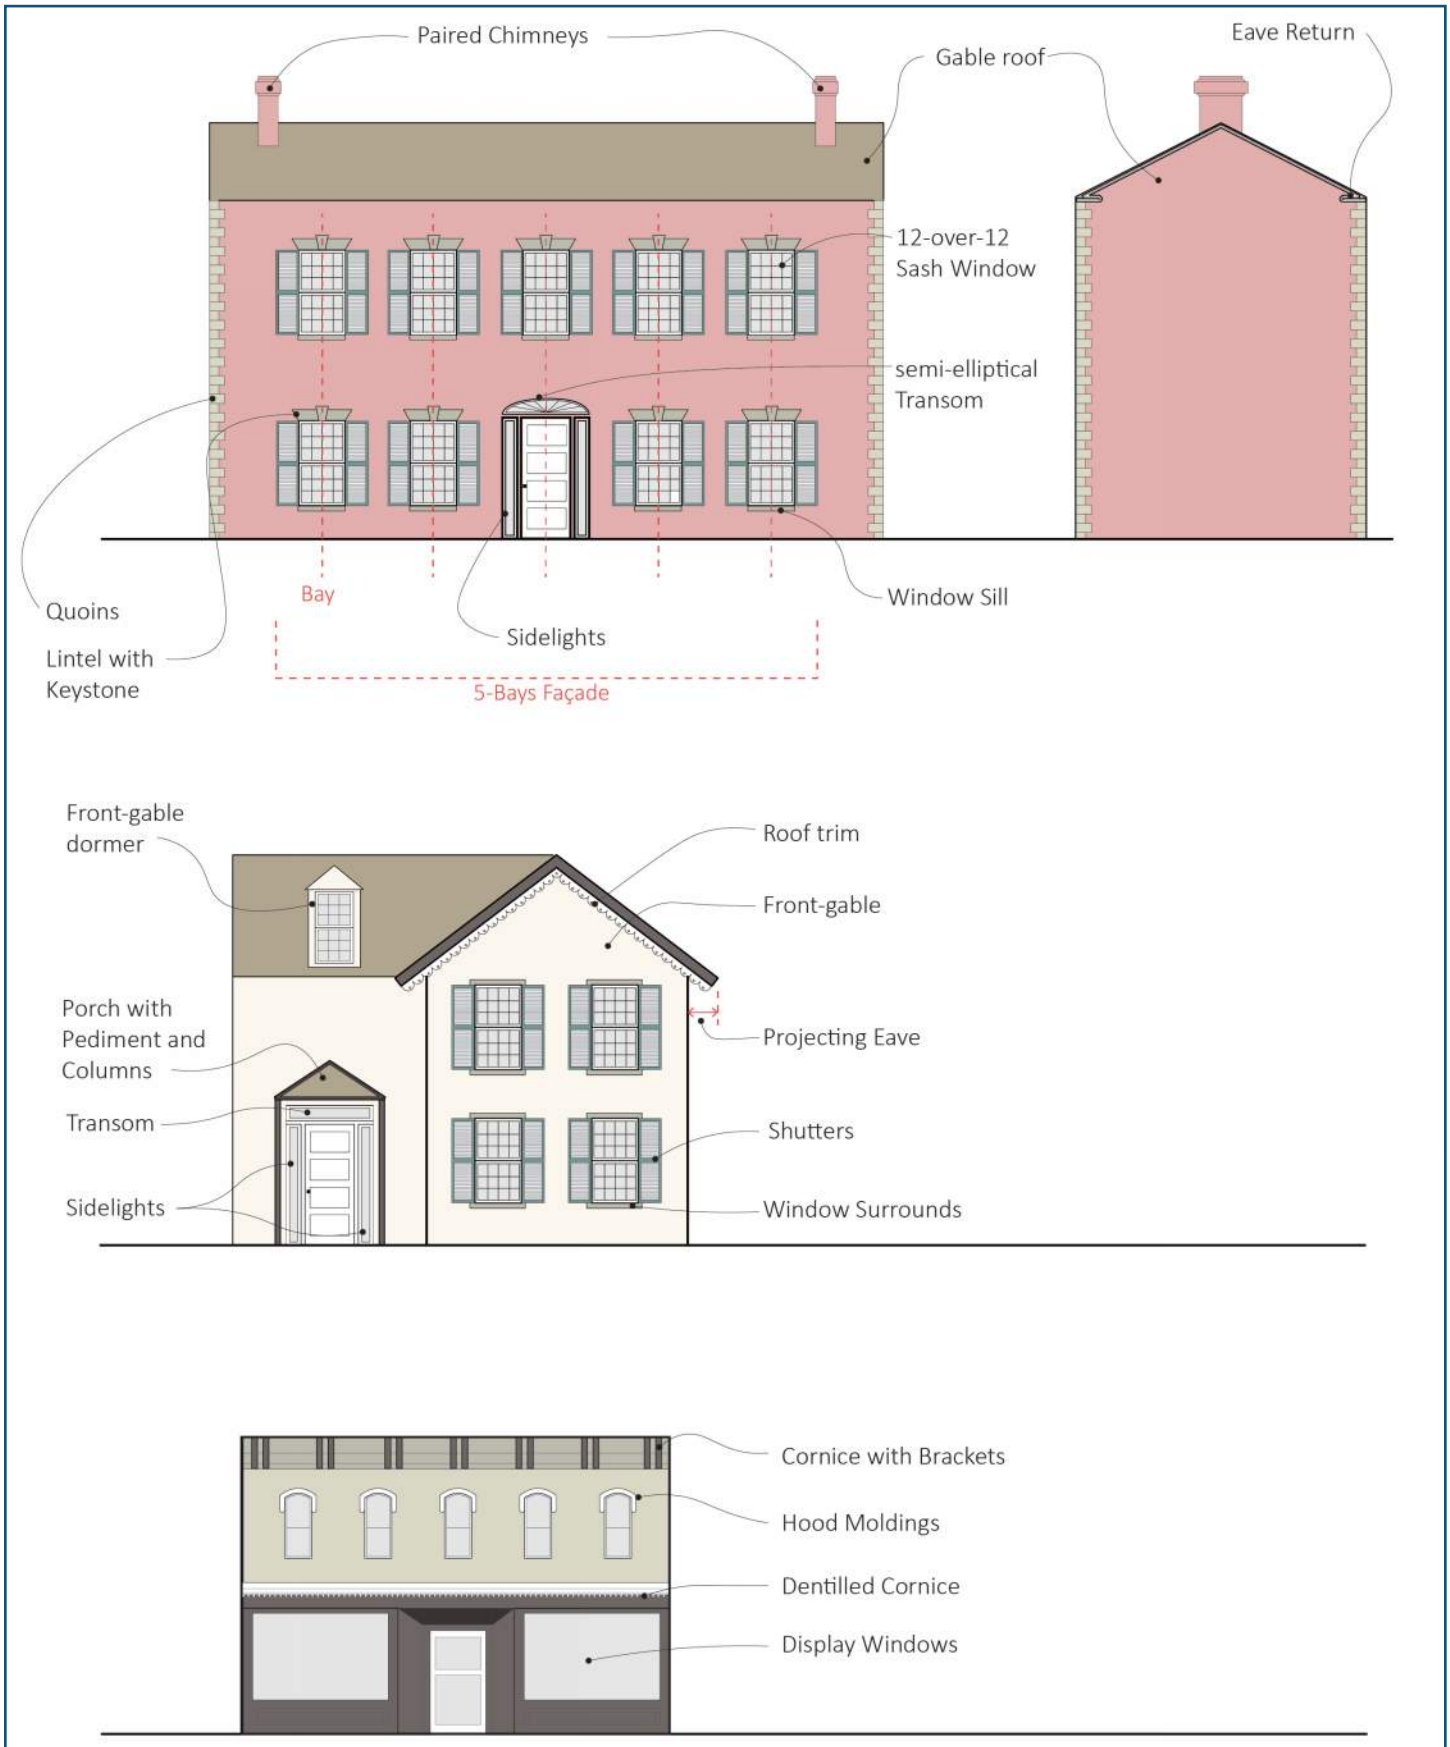 Paired Chimneys
Eave Return
Gable roof
12-over-12
Sash Window
semi-elliptical
Transom
Bay
Window Sill
Quoins
Sidelights
Lintel with
Keystone
5-Bays Façade
Front-gable
dormer
Roof trim
Front-gable
Porch with
Pediment and
Columns
Projecting Eave
Transom
Shutters
Sidelights
Window Surrounds
Cornice with Brackets
Hood Moldings
Dentilled Cornice
Display Windows